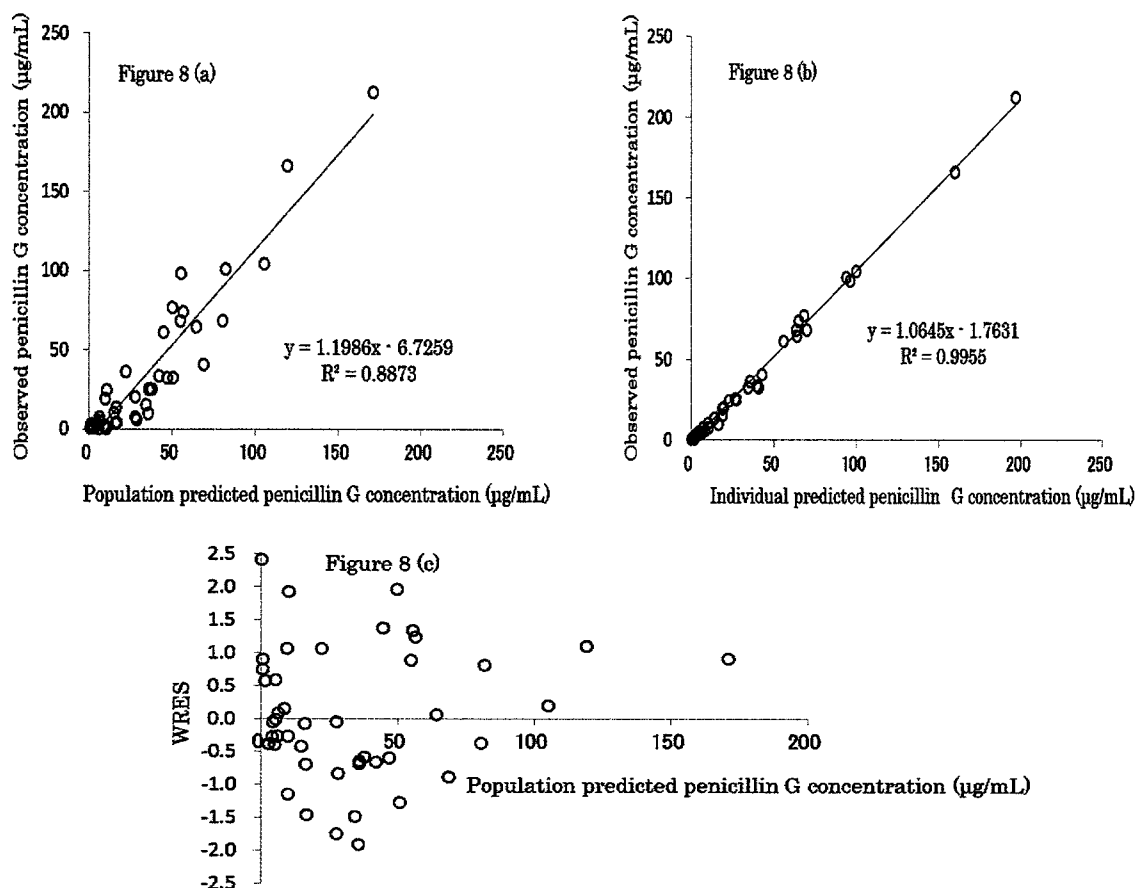 Figure 8 (a)
Observed penicillin G concentration (µg/mL)
250
200
150
100
50
0
y = 1.1986x - 6.7259
R² = 0.8873
0 50 100 150 200 250
Population predicted penicillin G concentration (µg/mL)
Figure 8 (b)
Observed penicillin G concentration (µg/mL)
250
200
150
100
50
0
y = 1.0645x - 1.7631
R² = 0.9955
0 50 100 150 200 250
Individual predicted penicillin G concentration (µg/mL)
Figure 8 (c)
WRES
2.5
2.0
1.5
1.0
0.5
0.0
-0.5
-1.0
-1.5
-2.0
-2.5
0 50 100 150 200
Population predicted penicillin G concentration (µg/mL)